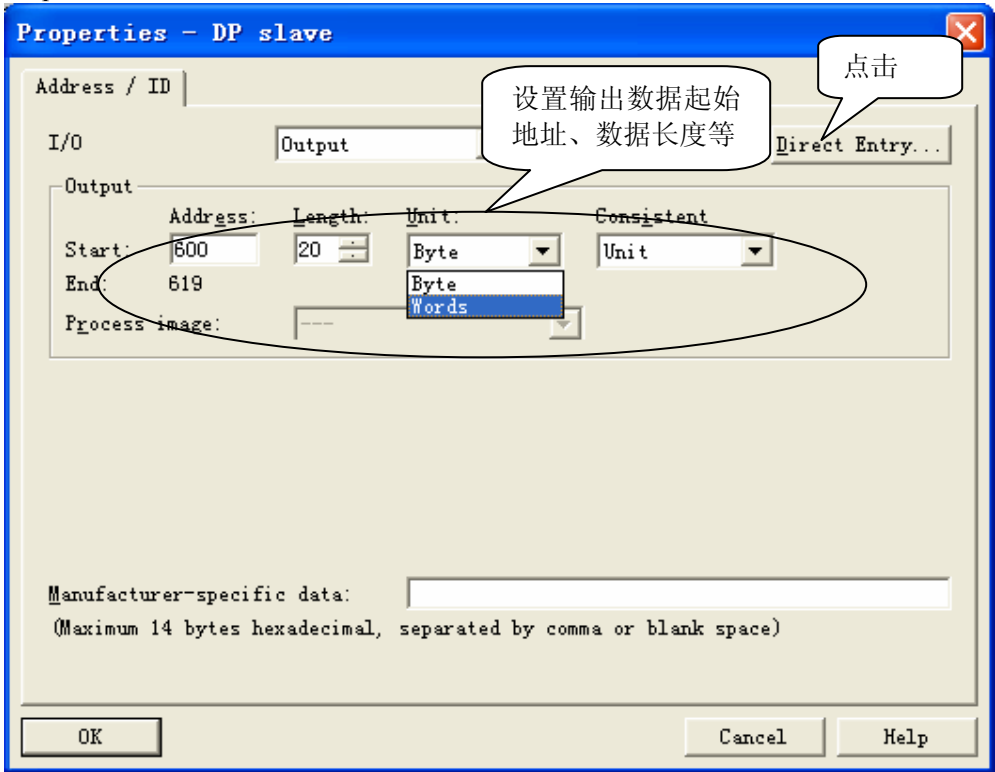 Properties - DP slave
点击
Address / ID
设置输出数据起始
地址、数据长度等
I/O
Output
Direct Entry...
Output
Address: Length: Unit: Consistent
Start: 600 20 Byte Unit
End: 619
Byte
Words
Process image: ---
Manufacturer-specific data:
(Maximum 14 bytes hexadecimal, separated by comma or blank space)
OK Cancel Help